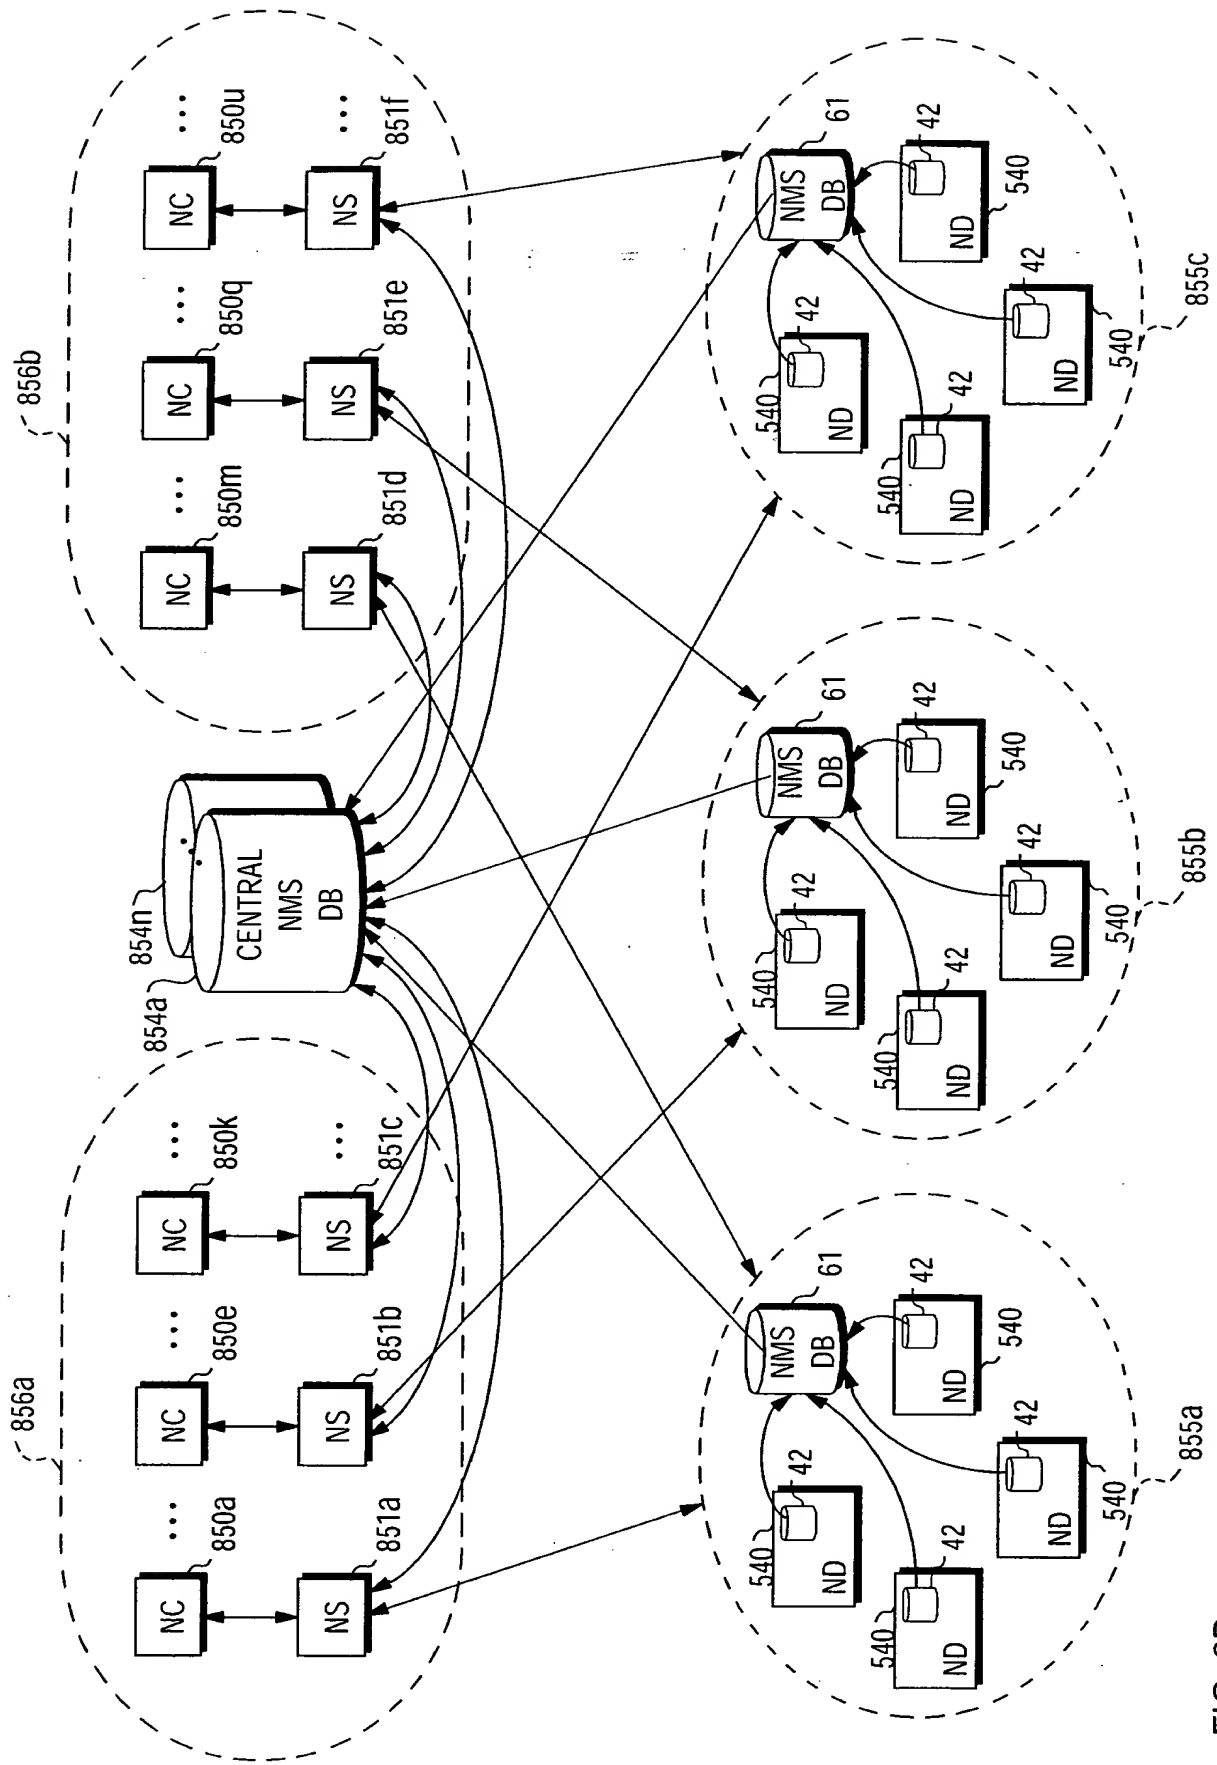 856a
856b
854n
854a
850a
...
850e
...
850k
...
850m
...
850q
...
850u
...
NC
NC
NC
NC
NC
NC
CENTRAL
NMS
DB
851a
851b
851c
...
851d
851e
851f
...
NS
NS
NS
NS
NS
NS
61
NMS
DB
540
42
ND
540
42
ND
42
540
ND
42
540
ND
855a
61
NMS
DB
540
42
ND
540
42
ND
42
540
ND
42
540
ND
855b
61
NMS
DB
540
42
ND
540
42
ND
42
540
ND
42
540
ND
855c
FIG.